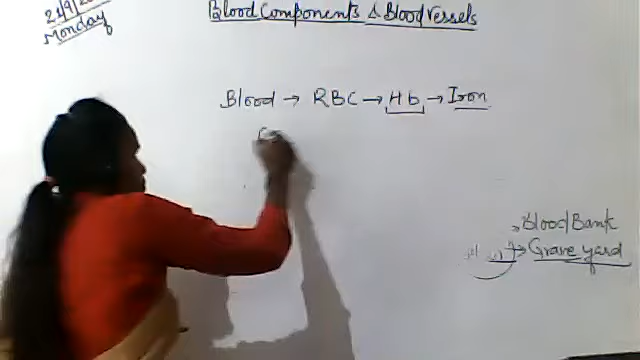 Monday
Blood Components & Blood Vessels
Blood → RBC → Hb → Iron
Blood Bank
→ Grave yard